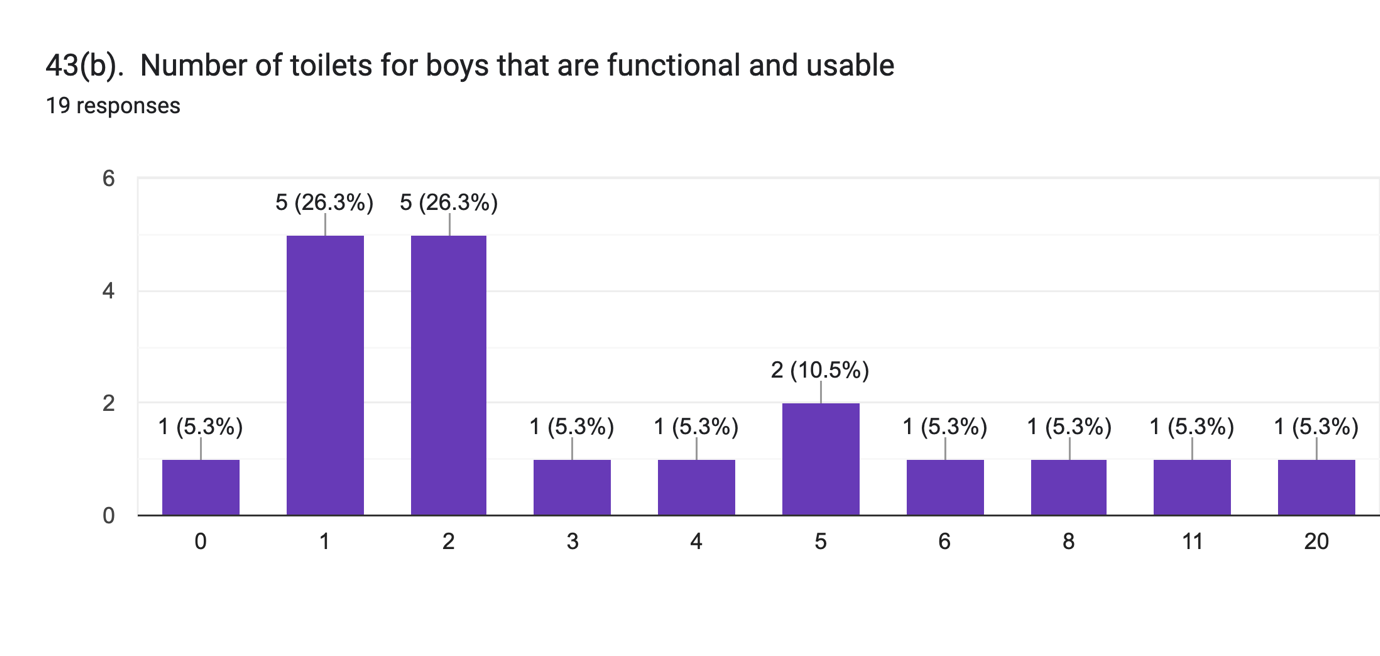 43(b).  Number of toilets for boys that are functional and usable
19 responses
6
5 (26.3%) 5 (26.3%)
4
2 (10.5%)
2
1 (5.3%) 1 (5.3%) 1 (5.3%) 1 (5.3%) 1 (5.3%) 1 (5.3%) 1 (5.3%)
0
0 1 2 3 4 5 6 8 11 20